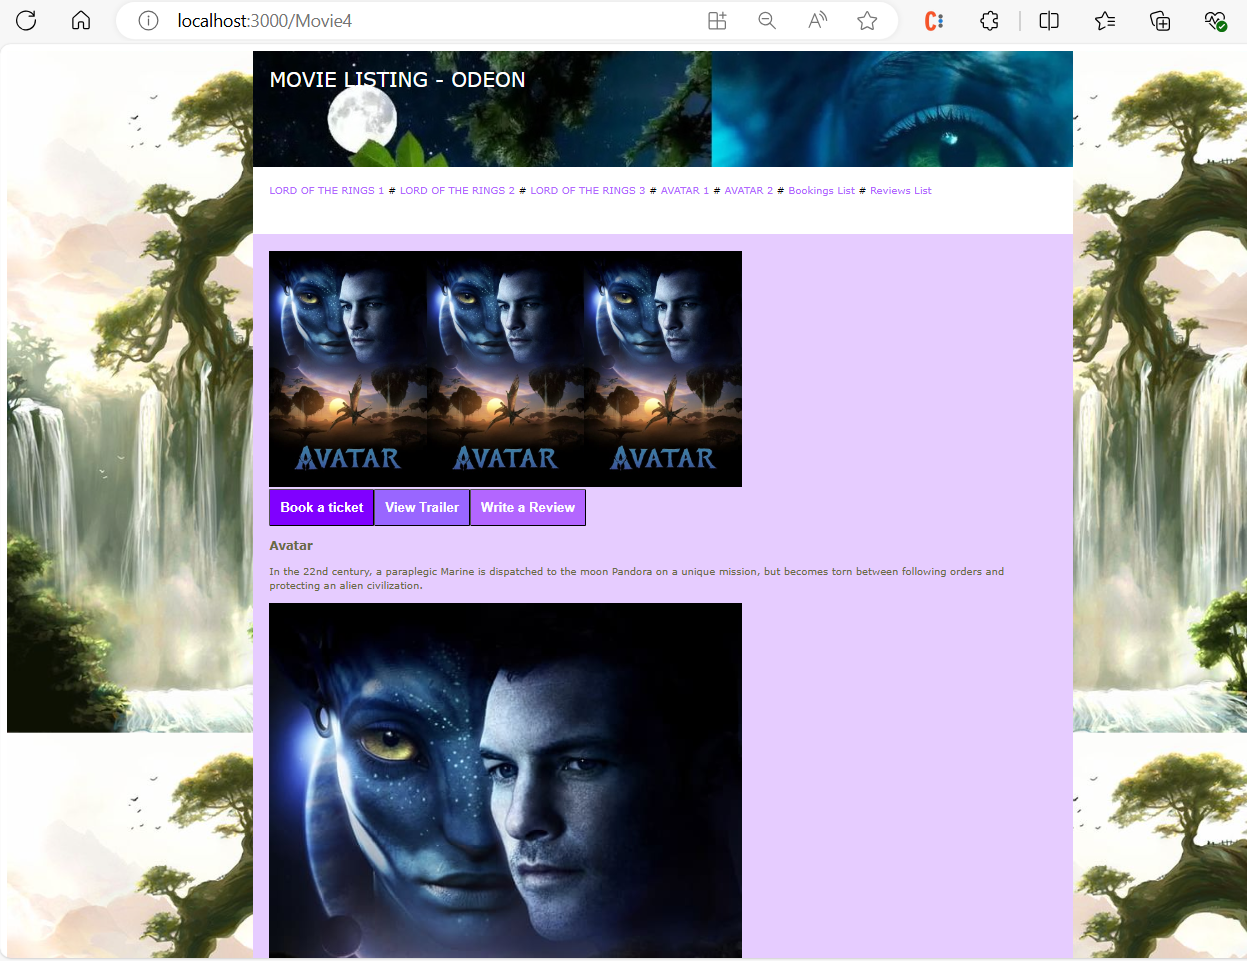 localhost:3000/Movie4
MOVIE LISTING - ODEON
LORD OF THE RINGS 1 # LORD OF THE RINGS 2 # LORD OF THE RINGS 3 # AVATAR 1 # AVATAR 2 # Bookings List # Reviews List
AVATAR AVATAR AVATAR
Book a ticket View Trailer Write a Review
Avatar
In the 22nd century, a paraplegic Marine is dispatched to the moon Pandora on a unique mission, but becomes torn between following orders and
protecting an alien civilization.